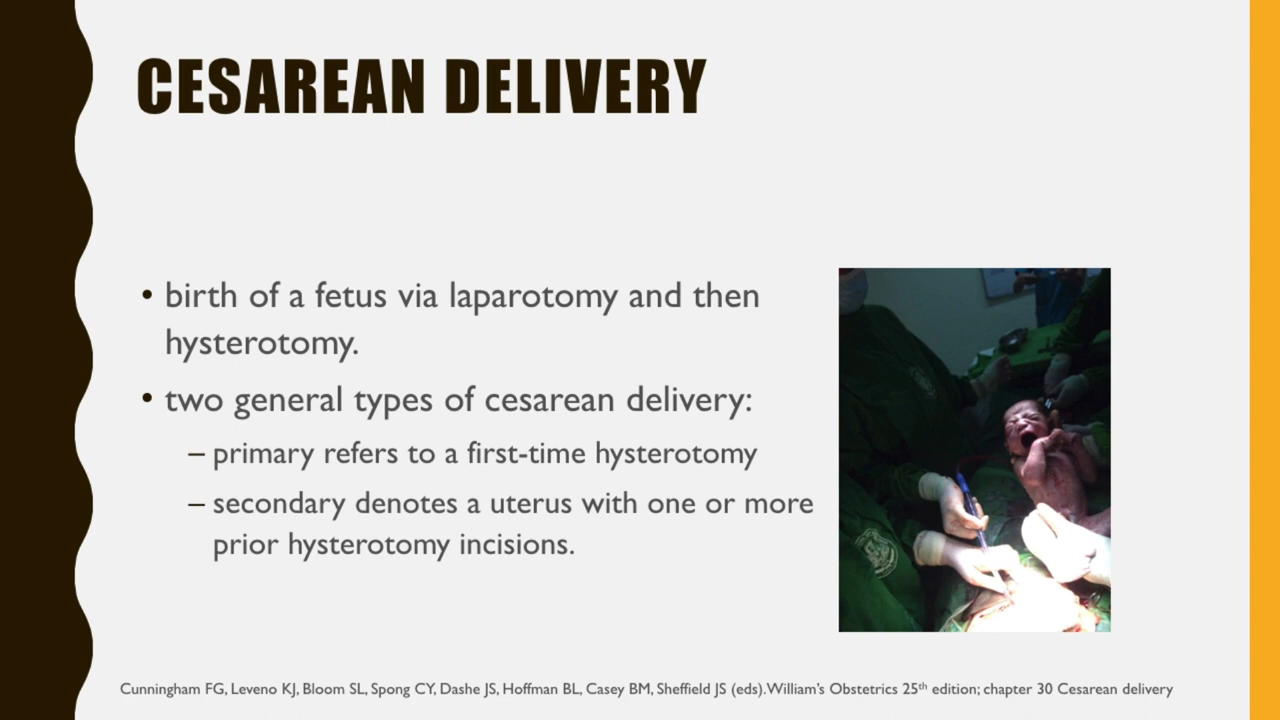 CESAREAN DELIVERY
• birth of a fetus via laparotomy and then
hysterotomy.
• two general types of cesarean delivery:
– primary refers to a first-time hysterotomy
– secondary denotes a uterus with one or more
prior hysterotomy incisions.
Cunningham FG, Leveno KJ, Bloom SL, Spong CY, Dashe JS, Hoffman BL, Casey BM, Sheffield JS (eds).William's Obstetrics 25th edition; chapter 30 Cesarean delivery